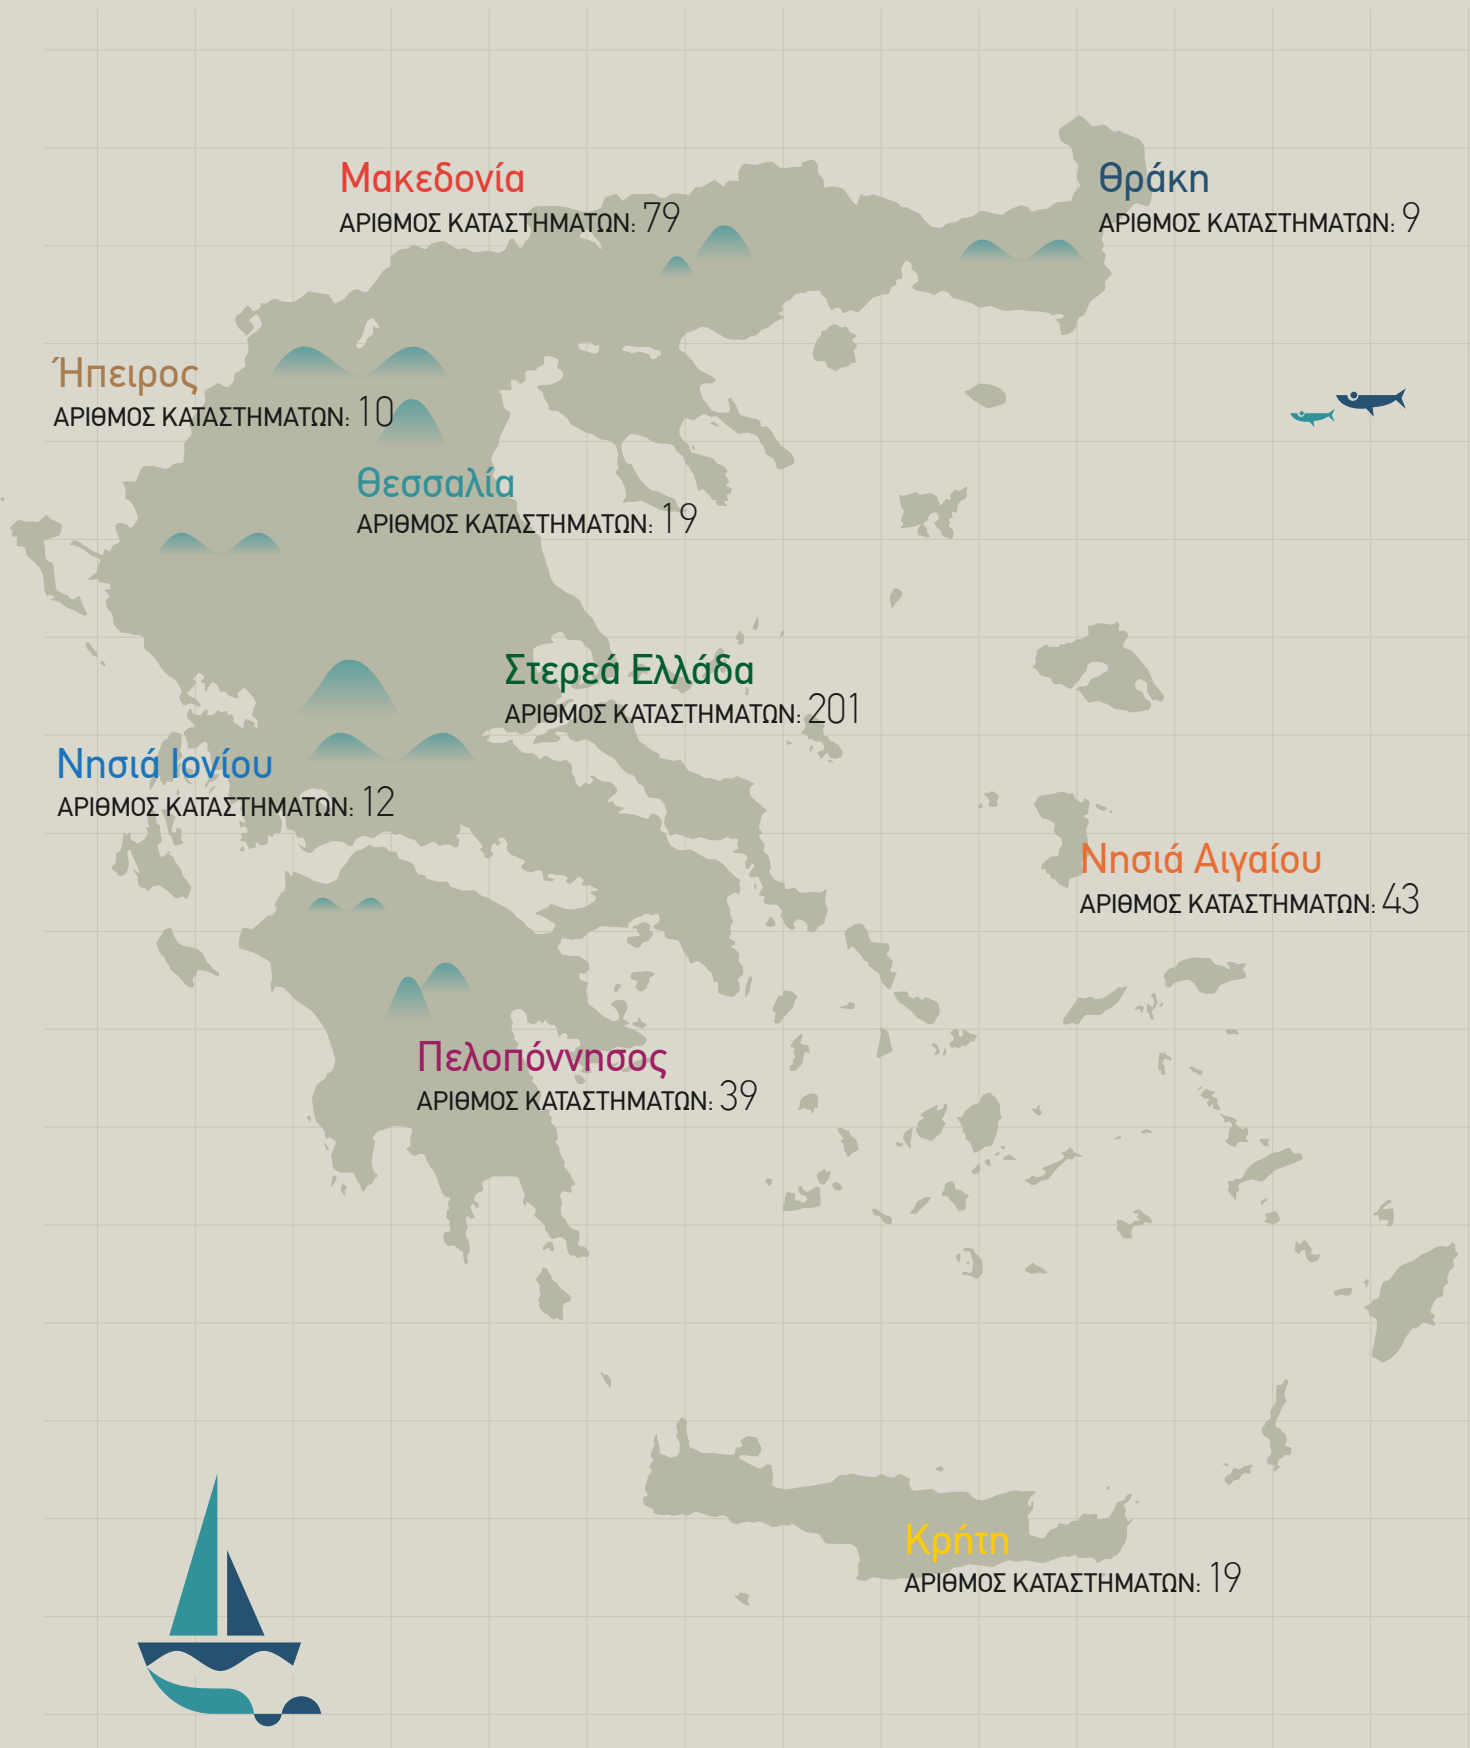 Μακεδονία
ΑΡΙΘΜΟΣ ΚΑΤΑΣΤΗΜΑΤΩΝ: 79
Θράκη
ΑΡΙΘΜΟΣ ΚΑΤΑΣΤΗΜΑΤΩΝ: 9
Ήπειρος
ΑΡΙΘΜΟΣ ΚΑΤΑΣΤΗΜΑΤΩΝ: 10
Θεσσαλία
ΑΡΙΘΜΟΣ ΚΑΤΑΣΤΗΜΑΤΩΝ: 19
Στερεά Ελλάδα
ΑΡΙΘΜΟΣ ΚΑΤΑΣΤΗΜΑΤΩΝ: 201
Νησιά Ιονίου
ΑΡΙΘΜΟΣ ΚΑΤΑΣΤΗΜΑΤΩΝ: 12
Νησιά Αιγαίου
ΑΡΙΘΜΟΣ ΚΑΤΑΣΤΗΜΑΤΩΝ: 43
Πελοπόννησος
ΑΡΙΘΜΟΣ ΚΑΤΑΣΤΗΜΑΤΩΝ: 39
Κρήτη
ΑΡΙΘΜΟΣ ΚΑΤΑΣΤΗΜΑΤΩΝ: 19